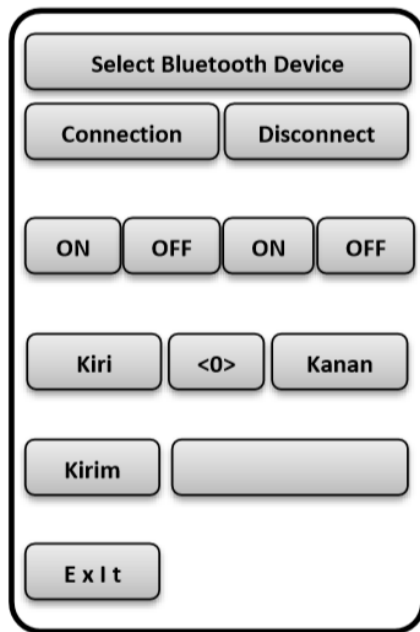 Select Bluetooth Device
Connection Disconnect
ON OFF ON OFF
Kiri <0> Kanan
Kirim
E x I t